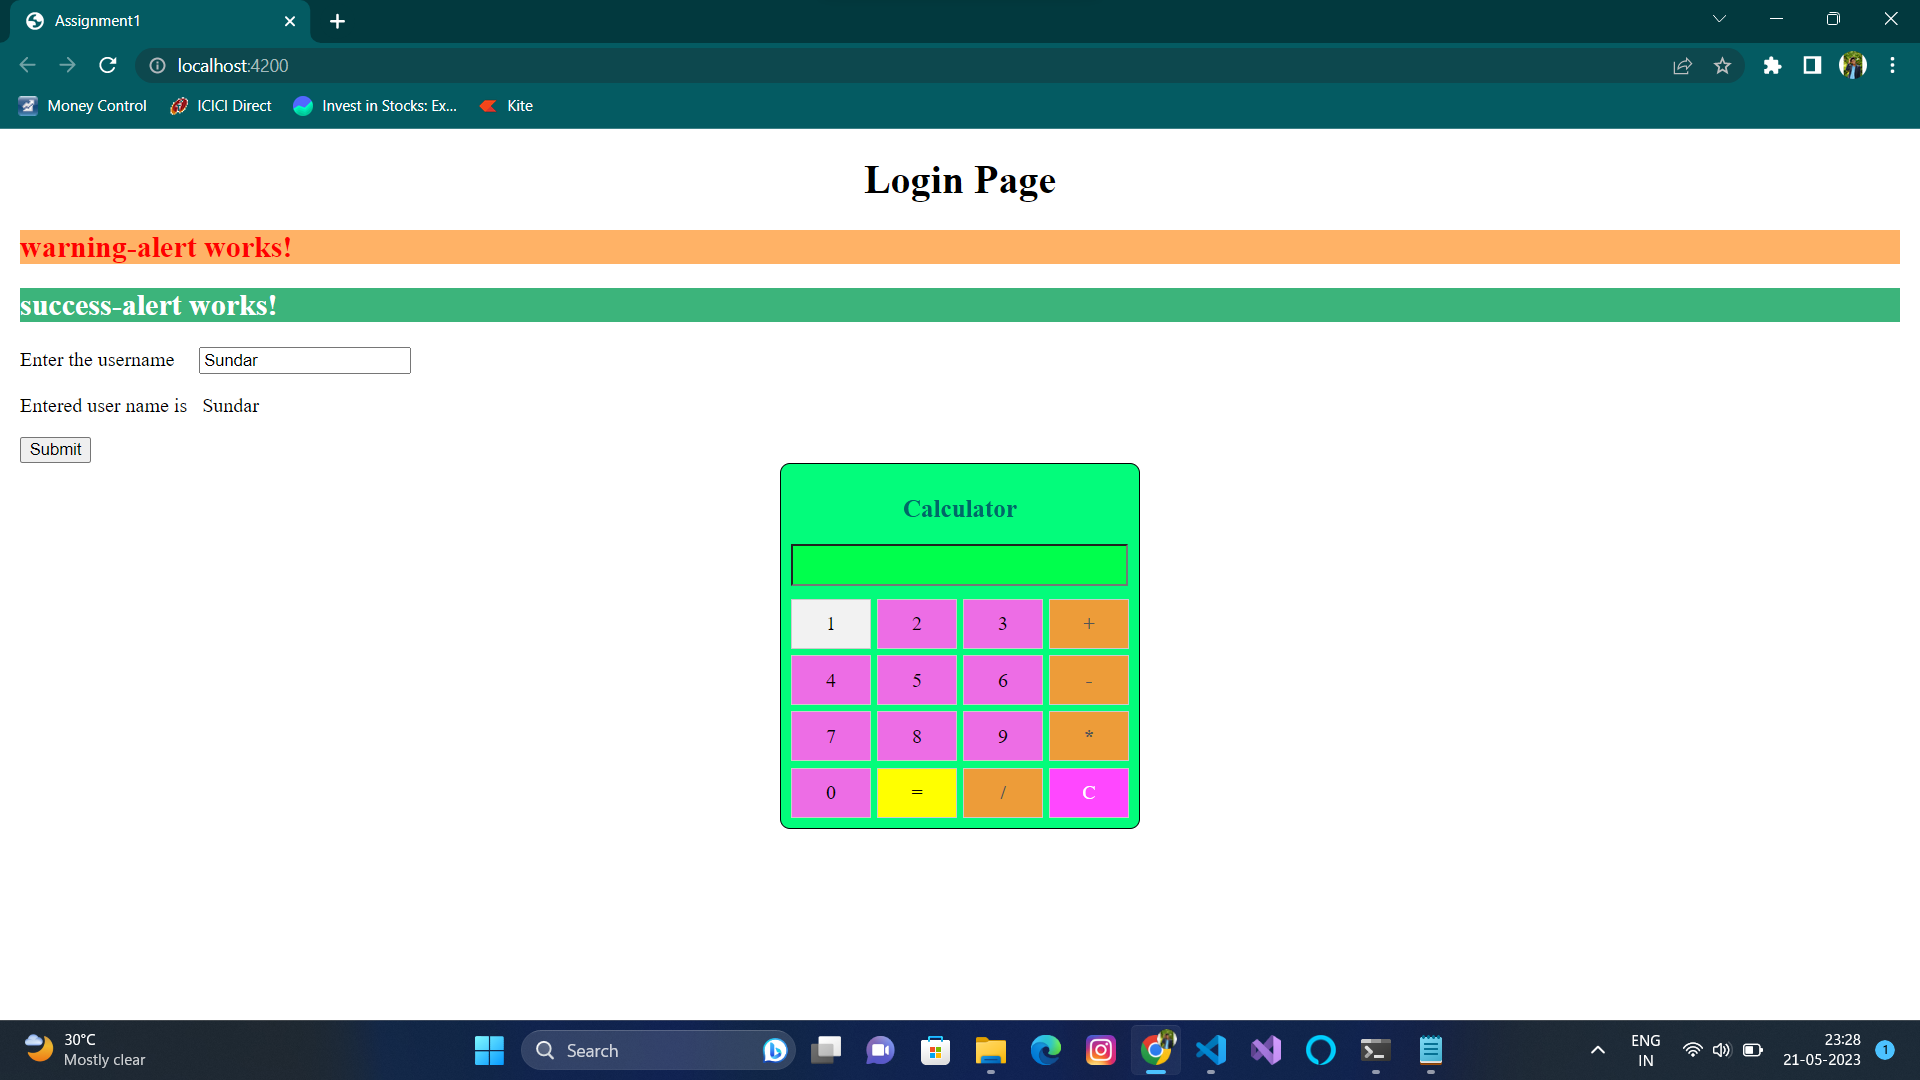 Assignment1
localhost:4200
Money Control ICICI Direct Invest in Stocks: Ex... Kite
Login Page
warning-alert works!
success-alert works!
Enter the username Sundar
Entered user name is Sundar
Submit
Calculator
1 2 3 +
4 5 6 -
7 8 9 *
0 = / C
30°C
Mostly clear
Search
ENG
IN
23:28
21-05-2023
1